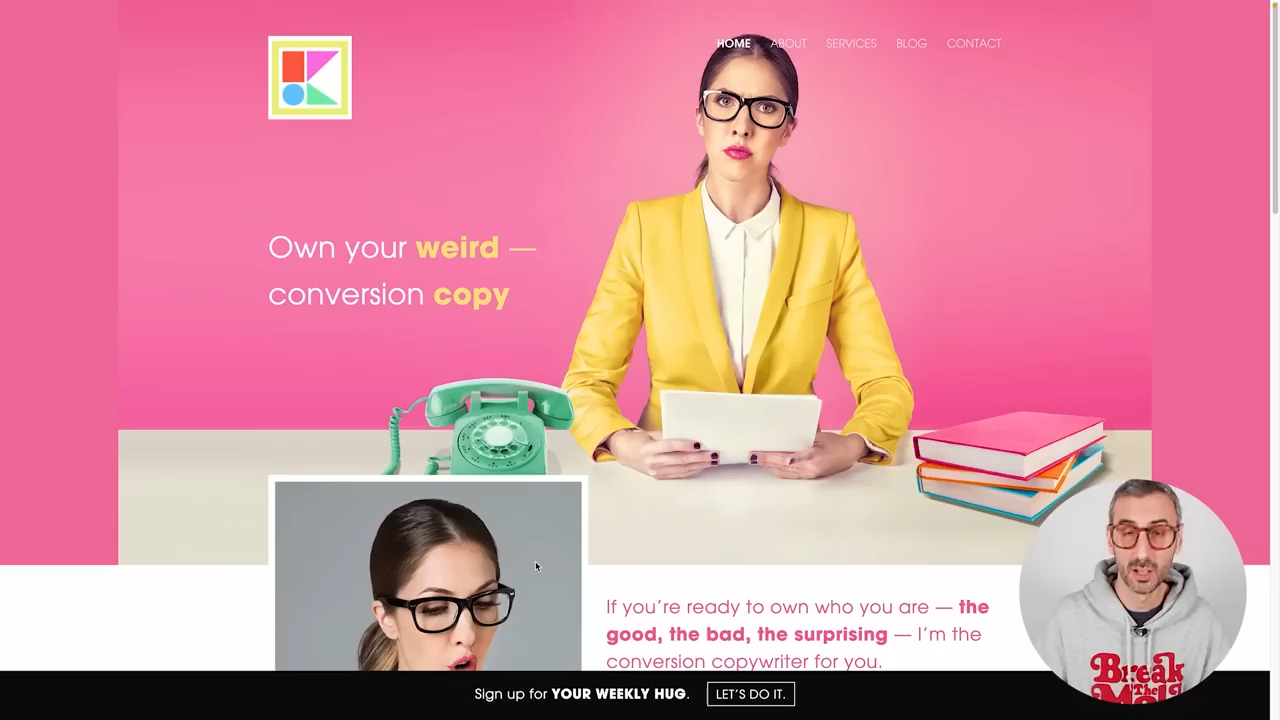 HOME ABOUT SERVICES BLOG CONTACT
Own your weird —
conversion copy
If you’re ready to own who you are — the
good, the bad, the surprising — I’m the
conversion copywriter for you.
Sign up for YOUR WEEKLY HUG. LET’S DO IT.
Break
The